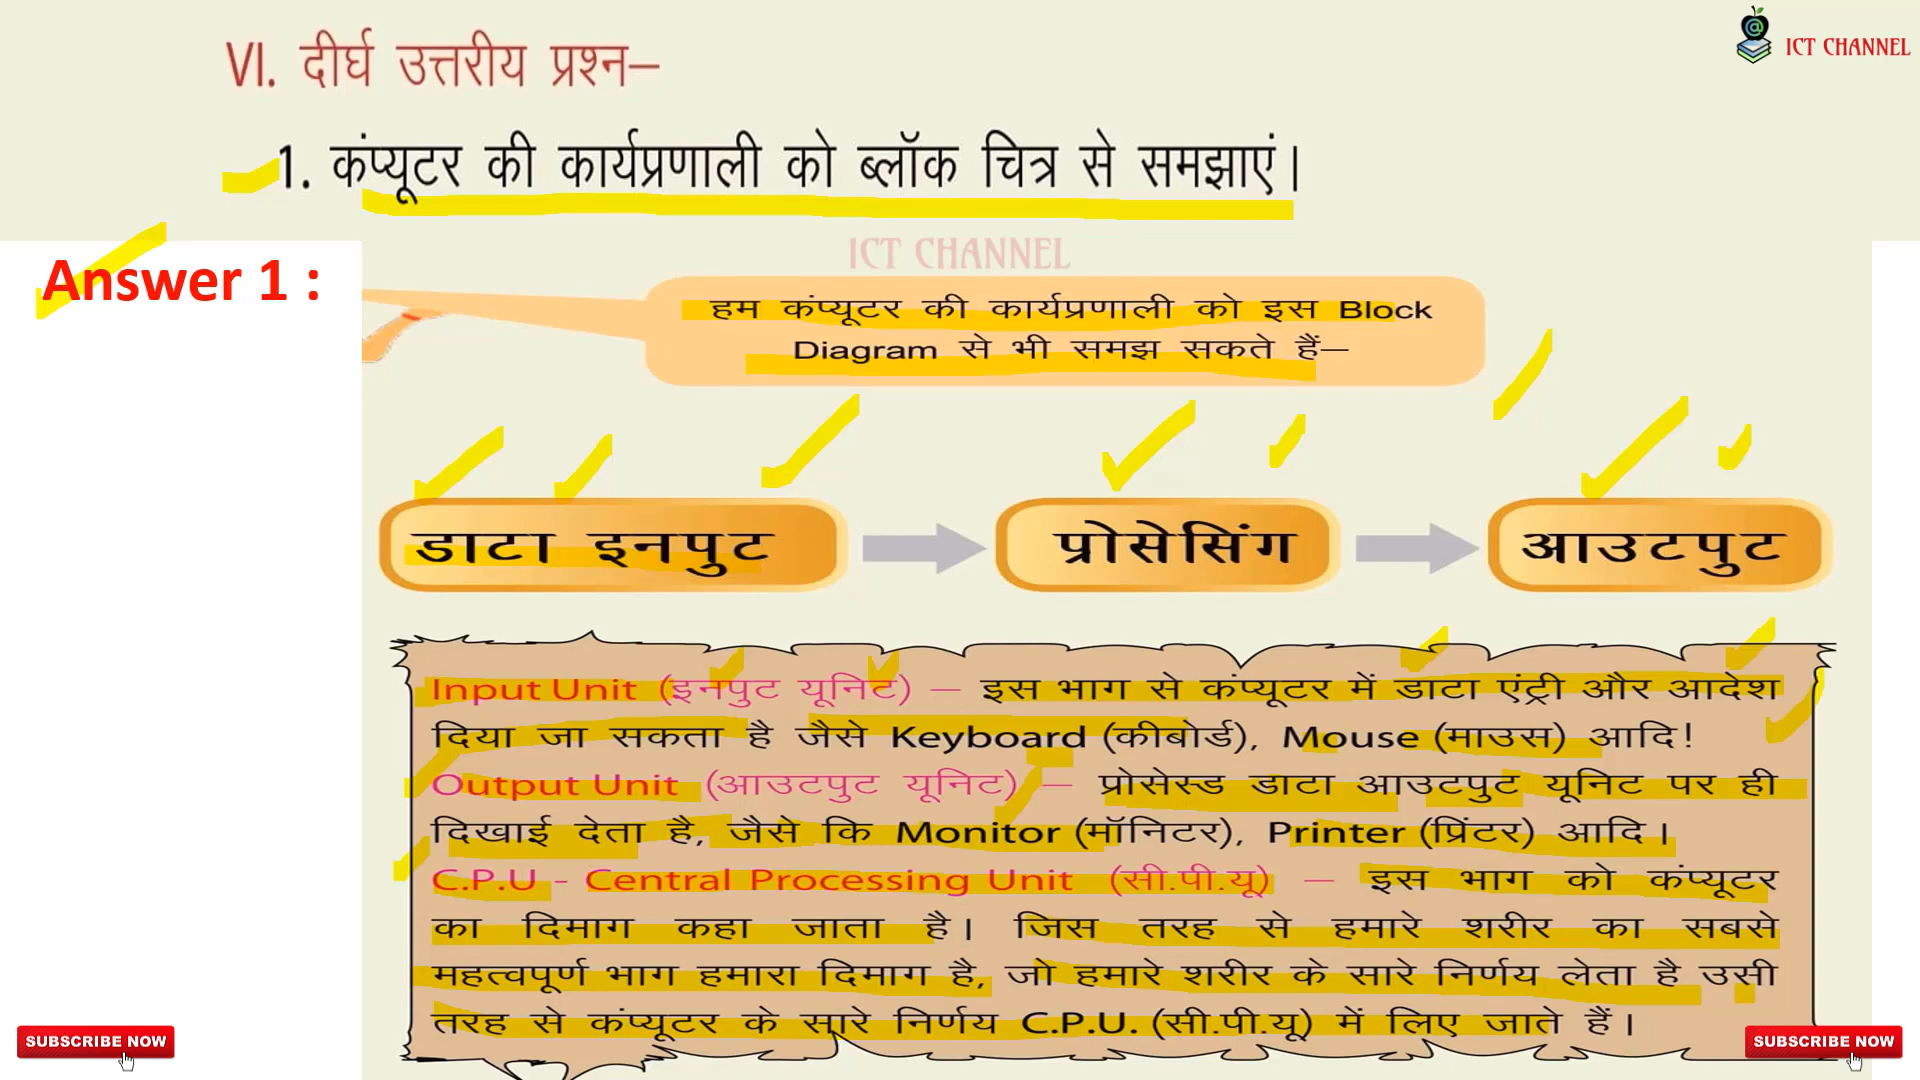 VI. दीर्घ उत्तरीय प्रश्न–
ICT CHANNEL
1. कंप्यूटर की कार्यप्रणाली को ब्लॉक चित्र से समझाएं।
ICT CHANNEL
Answer 1 :
हम कंप्यूटर की कार्यप्रणाली को इस Block
Diagram से भी समझ सकते हैं–
डाटा इनपुट
प्रोसेसिंग
आउटपुट
Input Unit (इनपुट यूनिट) – इस भाग से कंप्यूटर में डाटा एंट्री और आदेश
दिया जा सकता है जैसे Keyboard (कीबोर्ड), Mouse (माउस) आदि!
Output Unit (आउटपुट यूनिट) – प्रोसेस्ड डाटा आउटपुट यूनिट पर ही
दिखाई देता है, जैसे कि Monitor (मॉनिटर), Printer (प्रिंटर) आदि।
C.P.U - Central Processing Unit (सी.पी.यू) – इस भाग को कंप्यूटर
का दिमाग कहा जाता है। जिस तरह से हमारे शरीर का सबसे
महत्वपूर्ण भाग हमारा दिमाग है, जो हमारे शरीर के सारे निर्णय लेता है उसी
तरह से कंप्यूटर के सारे निर्णय C.P.U. (सी.पी.यू) में लिए जाते हैं।
SUBSCRIBE NOW
SUBSCRIBE NOW